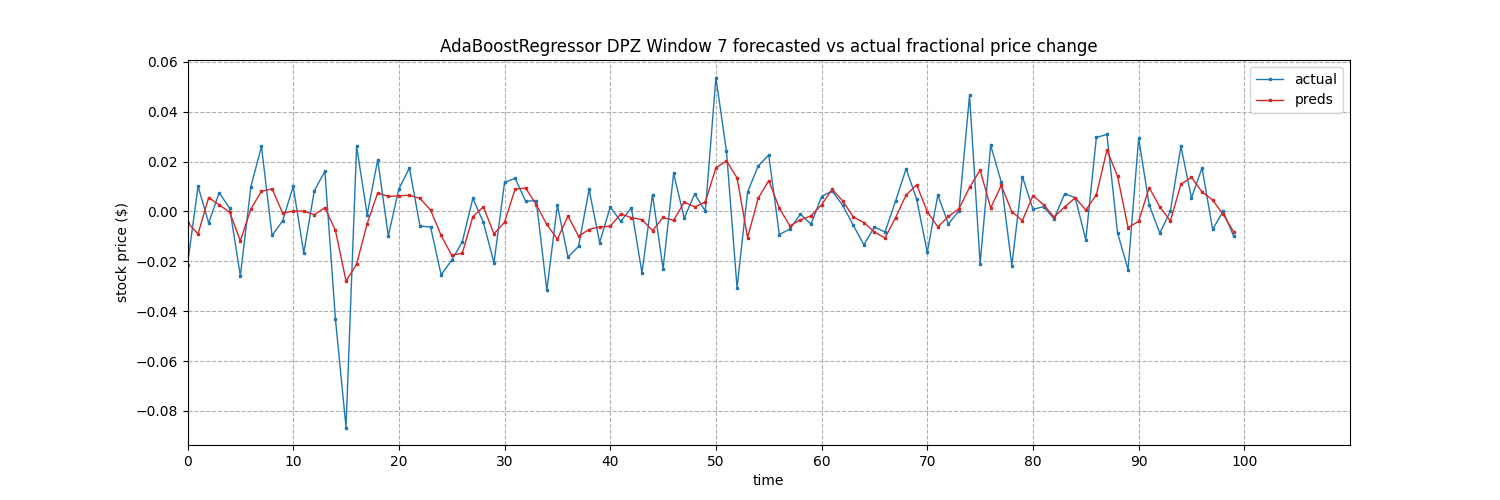 AdaBoostRegressor DPZ Window 7 forecasted vs actual fractional price change
0.06
0.04
0.02
0.00
−0.02
−0.04
−0.06
−0.08
stock price ($)
actual
preds
0 10 20 30 40 50 60 70 80 90 100
time